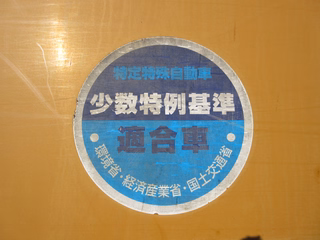 特定特殊自動車
少数特例基準
適合車
・環境省・経済産業省・国土交通省・